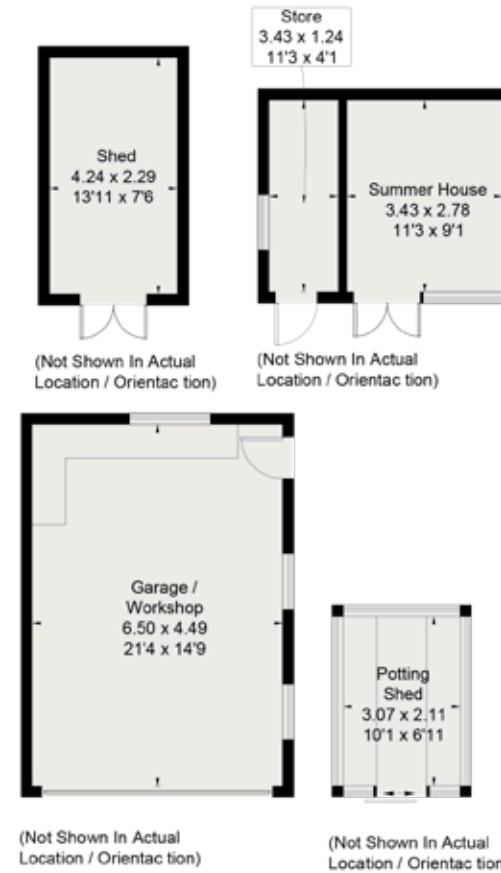 Store
3.43 x 1.24
11'3 x 4'1
Shed
4.24 x 2.29
13'11 x 7'6
Summer House
3.43 x 2.78
11'3 x 9'1
(Not Shown In Actual
Location / Orientac tion)
(Not Shown In Actual
Location / Orientac tion)
Garage /
Workshop
6.50 x 4.49
21'4 x 14'9
Potting
Shed
3.07 x 2.11
10'1 x 6'11
(Not Shown In Actual
Location / Orientac tion)
(Not Shown In Actual
Location / Orientac tion